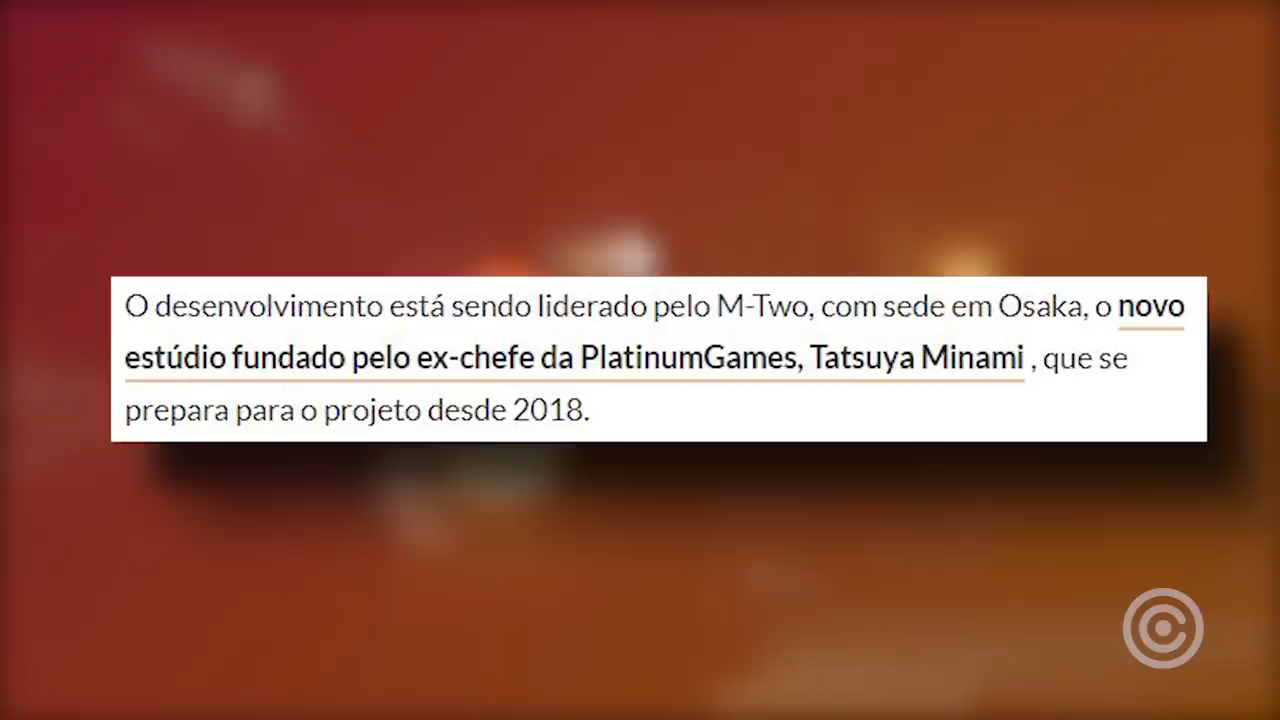 O desenvolvimento está sendo liderado pelo M-Two, com sede em Osaka, o novo
estúdio fundado pelo ex-chefe da PlatinumGames, Tatsuya Minami , que se
prepara para o projeto desde 2018.